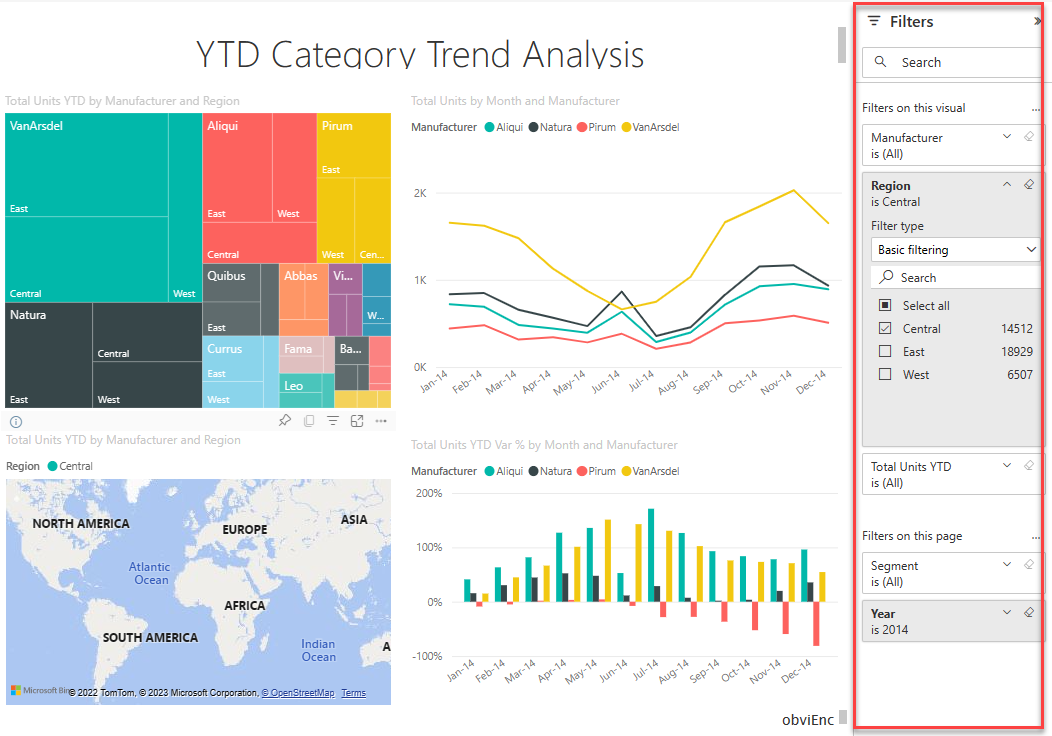 YTD Category Trend Analysis
Total Units YTD by Manufacturer and Region
VanArsdel
East
Central
West
Natura
East
Central
West
Aliqui
East
West
Central
Pirum
East
West
Cen...
Quibus
East
Currus
East
West
Abbas
Fama
Leo
Vi...
W...
Ba...
Total Units by Month and Manufacturer
Manufacturer Aliqui Natura Pirum VanArsdel
2K
1K
0K
Jan-14 Feb-14 Mar-14 Apr-14 May-14 Jun-14 Jul-14 Aug-14 Sep-14 Oct-14 Nov-14 Dec-14
Total Units YTD by Manufacturer and Region
Region Central
NORTH AMERICA
EUROPE
ASIA
Atlantic
Ocean
AFRICA
SOUTH AMERICA
Indian
Ocean
A
Microsoft Bin
© 2022 TomTom, © 2023 Microsoft Corporation, © OpenStreetMap Terms
Total Units YTD Var % by Month and Manufacturer
Manufacturer Aliqui Natura Pirum VanArsdel
200%
100%
0%
-100%
Jan-14 Feb-14 Mar-14 Apr-14 May-14 Jun-14 Jul-14 Aug-14 Sep-14 Oct-14 Nov-14 Dec-14
obviEnc
Filters
Search
Filters on this visual
...
Manufacturer
is (All)
Region
is Central
Filter type
Basic filtering
Search
Select all
Central 14512
East 18929
West 6507
Total Units YTD
is (All)
Filters on this page
...
Segment
is (All)
Year
is 2014